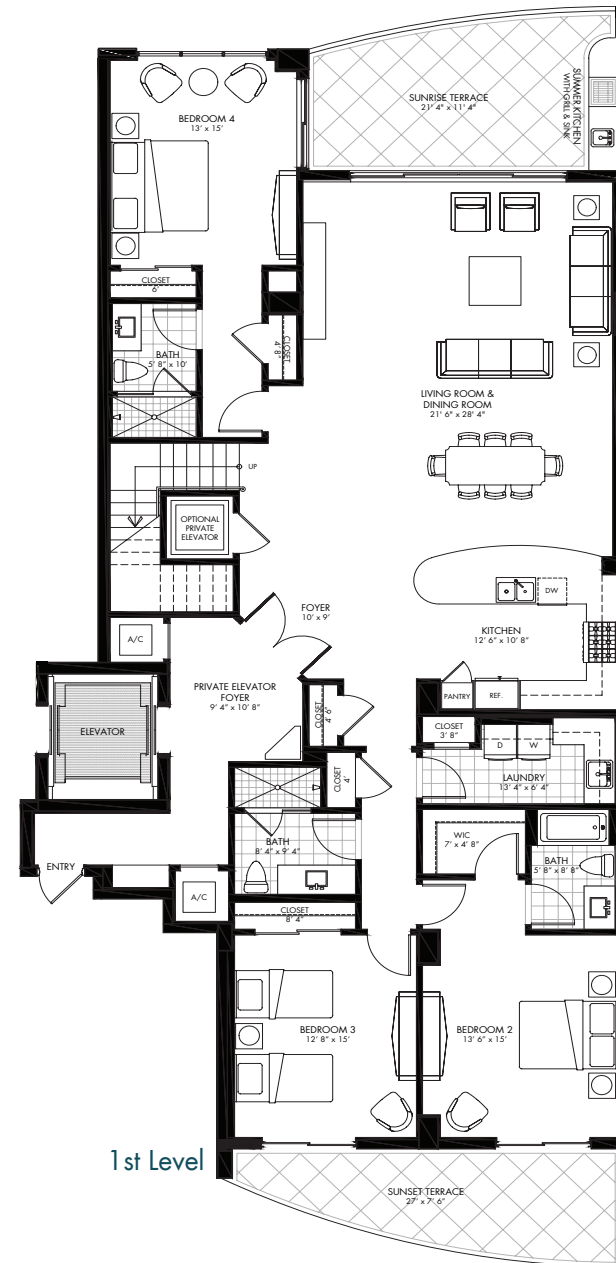 SUNRISE TERRACE
21' 4" x 11' 4"
SUMMER KITCHEN
WITH GRILL & SINK
BEDROOM 4
13' x 15'
CLOSET
6'
BATH
5' 8" x 10'
CLOSET
4' 8"
LIVING ROOM &
DINING ROOM
21' 6" x 28' 4"
UP
OPTIONAL
PRIVATE
ELEVATOR
DW
FOYER
10' x 9'
KITCHEN
12' 6" x 10' 8"
A/C
PRIVATE ELEVATOR
FOYER
9' 4" x 10' 8"
PANTRY
REF.
CLOSET
4' 6"
ELEVATOR
CLOSET
3' 8"
D
W
CLOSET
4'
LAUNDRY
13' 4" x 6' 4"
WIC
7' x 4' 8"
BATH
8' 4" x 9' 4"
BATH
5' 8" x 8' 8"
ENTRY
A/C
CLOSET
8' 4"
BEDROOM 3
12' 8" x 15'
BEDROOM 2
13' 6" x 15'
1st Level
SUNSET TERRACE
27' x 7' 6"